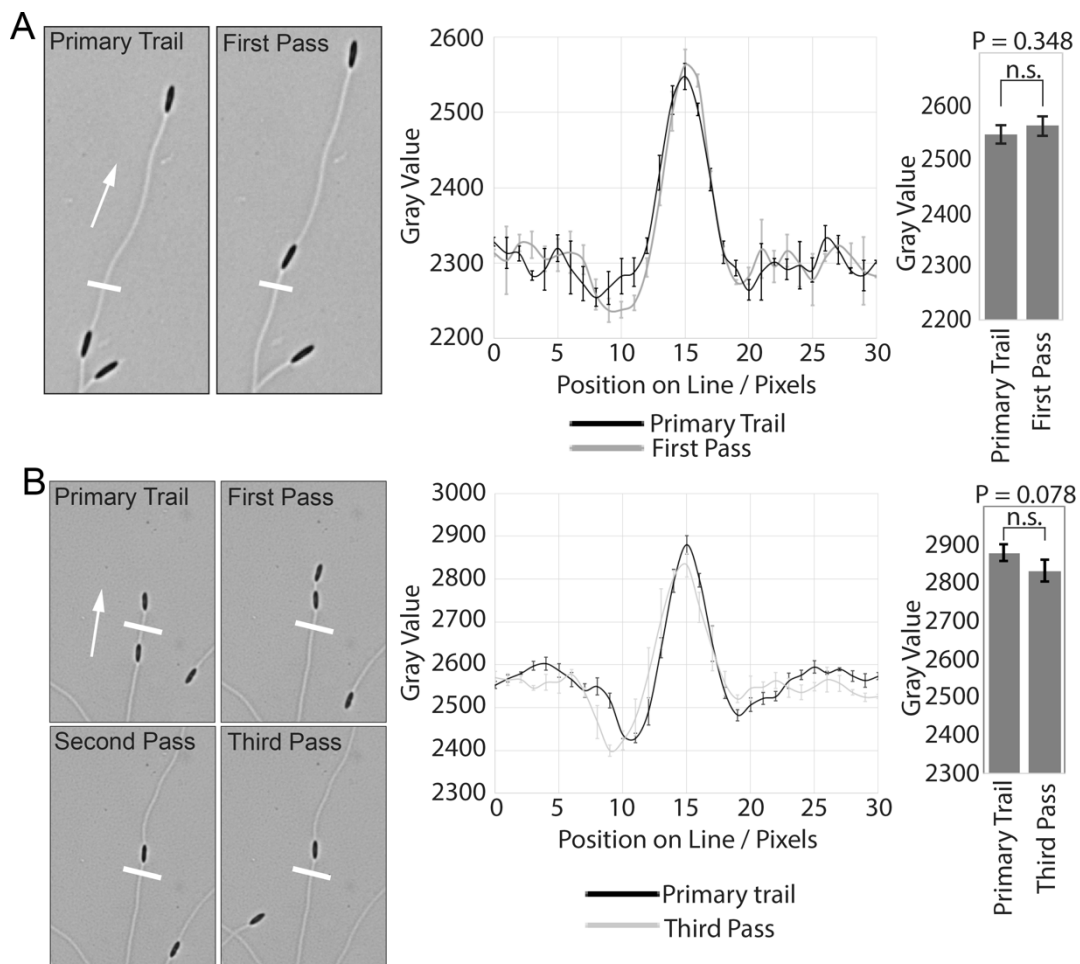 A
Primary Trail
First Pass
2600
2500
2400
2300
2200
Gray Value
0 5 10 15 20 25 30
Position on Line / Pixels
Primary Trail
First Pass
P = 0.348
n.s.
2600
2500
2400
2300
2200
Gray Value
Primary Trail
First Pass
B
Primary Trail
First Pass
Second Pass
Third Pass
3000
2900
2800
2700
2600
2500
2400
2300
Gray Value
0 5 10 15 20 25 30
Position on Line / Pixels
Primary trail
Third Pass
P = 0.078
n.s.
2900
2800
2700
2600
2500
2400
2300
Gray Value
Primary Trail
Third Pass